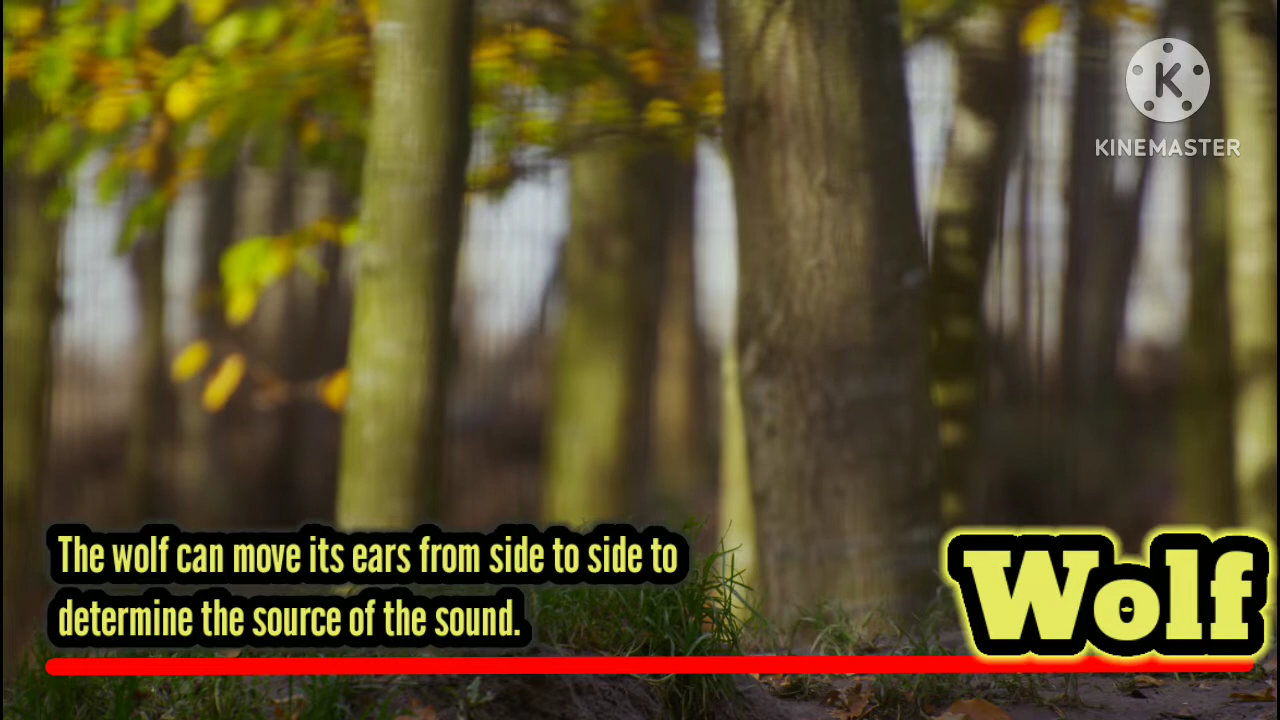 KINEMASTER
The wolf can move its ears from side to side to
determine the source of the sound.
Wolf